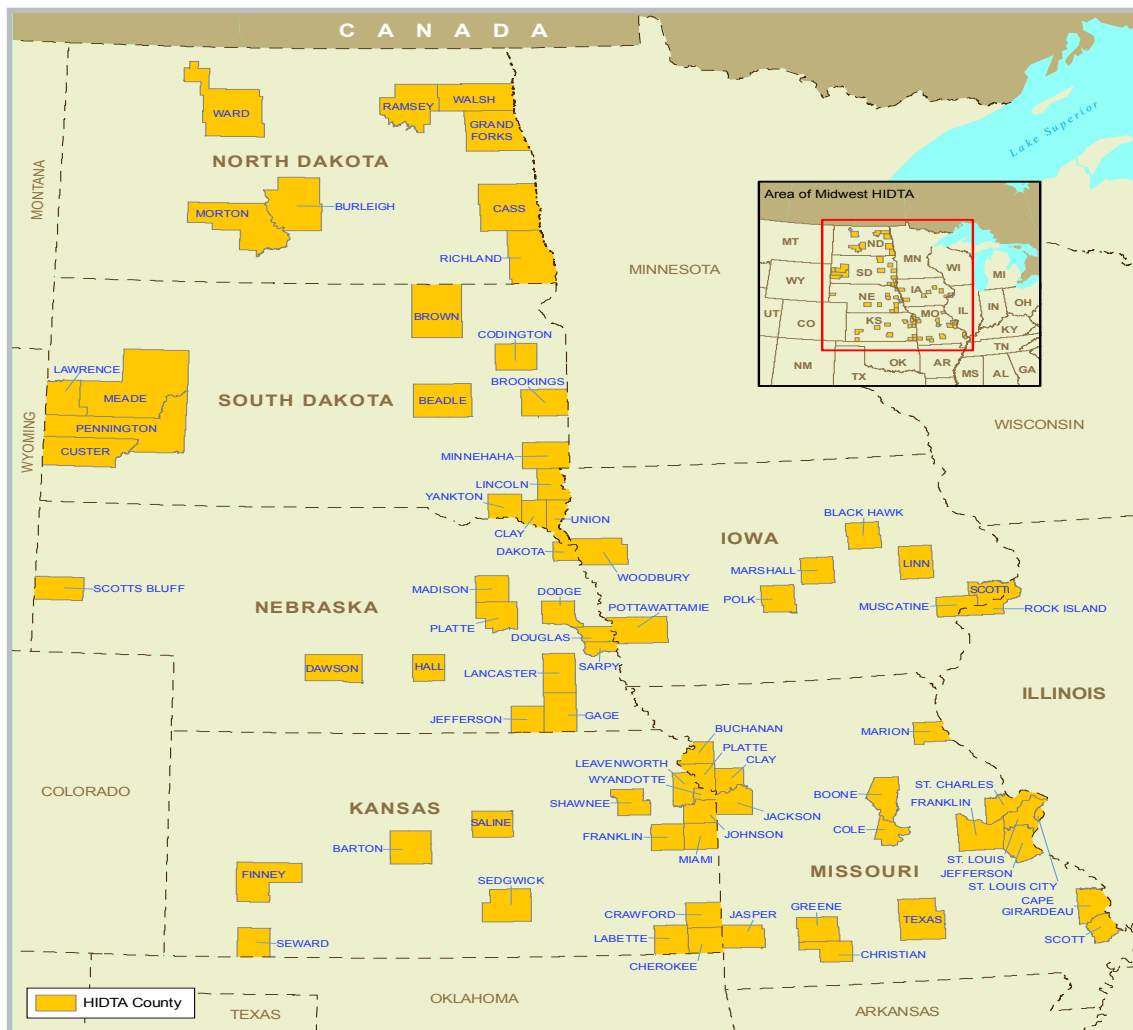 CANADA
Lake Superior
MONTANA
WARD
RAMSEY
WALSH
GRAND
FORKS
NORTH DAKOTA
MORTON
BURLEIGH
CASS
RICHLAND
MINNESOTA
Area of Midwest HIDTA
MT
ND
MN
WI
MI
WY
SD
NE
IA
IL
IN
OH
UT
CO
KS
MO
KY
TN
NM
OK
AR
TX
MS
AL
GA
BROWN
CODINGTON
LAWRENCE
MEADE
SOUTH DAKOTA
BEADLE
BROOKINGS
PENNINGTON
CUSTER
WYOMING
WISCONSIN
MINNEHAHA
LINCOLN
YANKTON
CLAY
UNION
DAKOTA
WOODBURY
IOWA
BLACK HAWK
MARSHALL
LINN
POLK
SCOTTI
MUSCATINE
ROCK ISLAND
SCOTTS BLUFF
NEBRASKA
MADISON
DODGE
POTTAWATTAMIE
PLATTE
DOUGLAS
SARPY
DAWSON
HALL
LANCASTER
JEFFERSON
GAGE
ILLINOIS
MARION
BUCHANAN
PLATTE
CLAY
LEAVENWORTH
WYANDOTTE
SHAWNEE
JACKSON
JOHNSON
FRANKLIN
MIAMI
COLORADO
KANSAS
SALINE
BARTON
FINNEY
SEDGWICK
SEWARD
BOONE
COLE
ST. CHARLES
FRANKLIN
ST. LOUIS
JEFFERSON
ST. LOUIS CITY
MISSOURI
CAPE
GIRARDEAU
SCOTT
CRAWFORD
JASPER
LABETTE
CHEROKEE
GREENE
TEXAS
CHRISTIAN
HIDTA County
OKLAHOMA
TEXAS
ARKANSAS